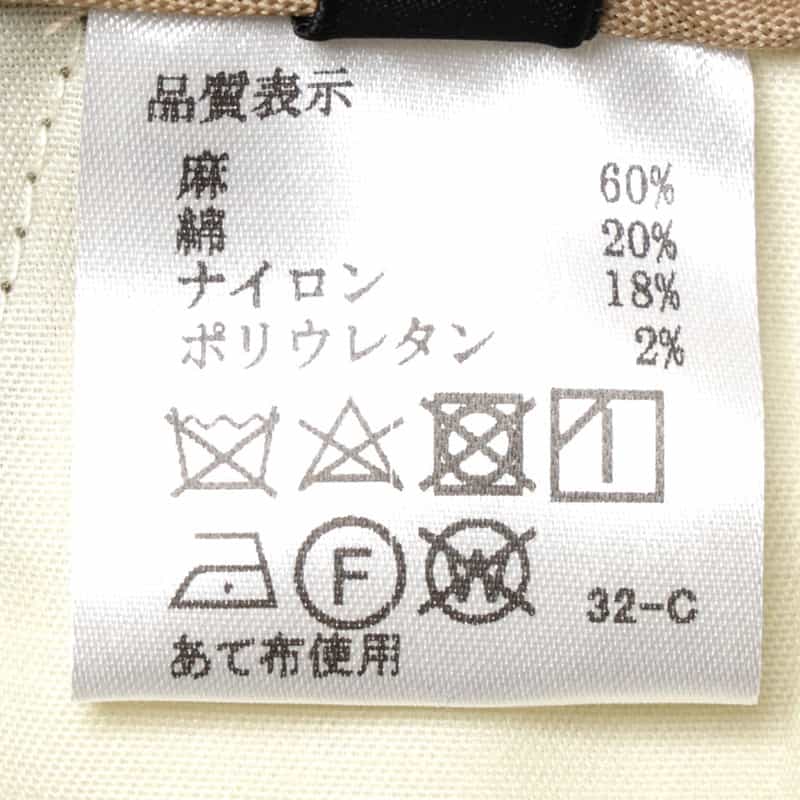 品質表示
麻 60%
綿 20%
ナイロン 18%
ポリウレタン 2%
F W 32-C
あて布使用